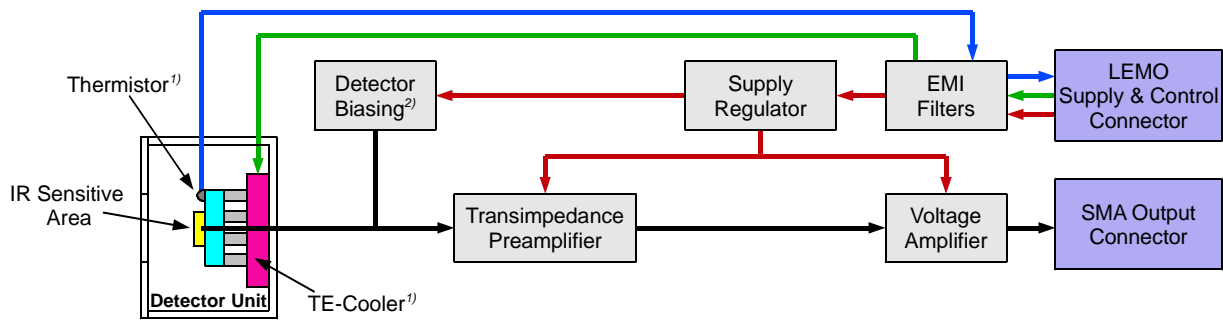 Thermistor1)
IR Sensitive
Area
Detector Unit
TE-Cooler1)
Detector
Biasing2)
Supply
Regulator
EMI
Filters
LEMO
Supply & Control
Connector
Transimpedance
Preamplifier
Voltage
Amplifier
SMA Output
Connector